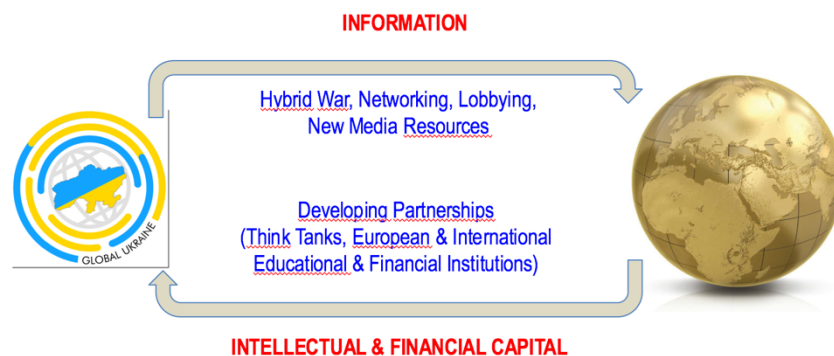 INFORMATION
Hybrid War, Networking, Lobbying,
New Media Resources
GLOBAL UKRAINE
Developing Partnerships
(Think Tanks, European & International
Educational & Financial Institutions)
INTELLECTUAL & FINANCIAL CAPITAL